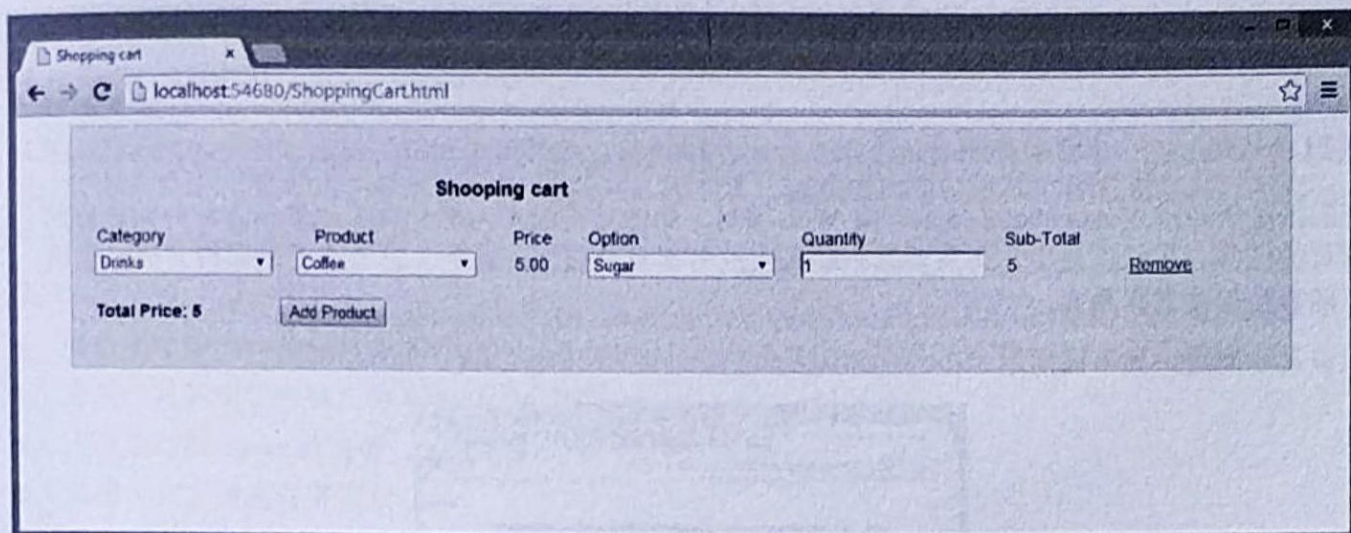 Shopping cart
localhost:54680/ShoppingCart.html
Shooping cart
Category Product Price Option Quantity Sub-Total
Drinks Coffee 5.00 Sugar 1 5 Remove
Total Price: 5 Add Product